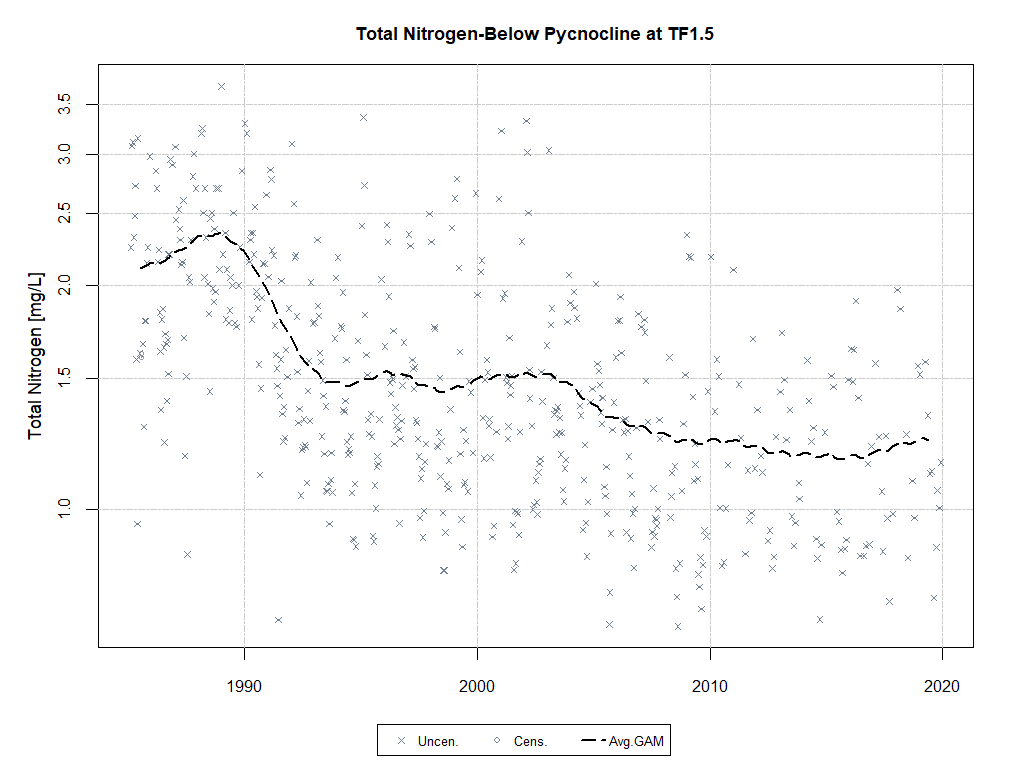 Total Nitrogen-Below Pycnocline at TF1.5
Total Nitrogen [mg/L]
3.5
3.0
2.5
2.0
1.5
1.0
1990 2000 2010 2020
Uncen. Cens. Avg.GAM